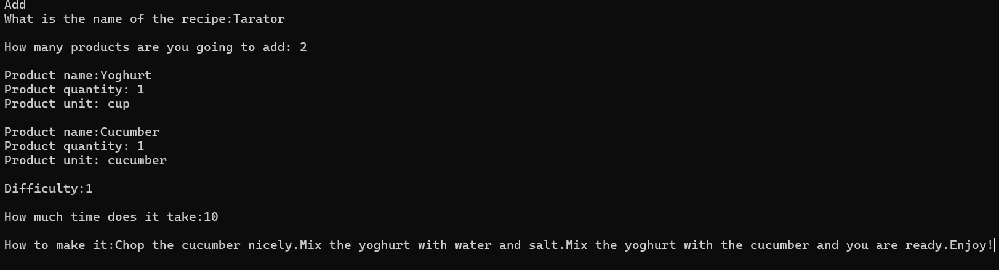 Add
What is the name of the recipe:Tarator
How many products are you going to add: 2
Product name:Yoghurt
Product quantity: 1
Product unit: cup
Product name:Cucumber
Product quantity: 1
Product unit: cucumber
Difficulty:1
How much time does it take:10
How to make it:Chop the cucumber nicely.Mix the yoghurt with water and salt.Mix the yoghurt with the cucumber and you are ready.Enjoy!